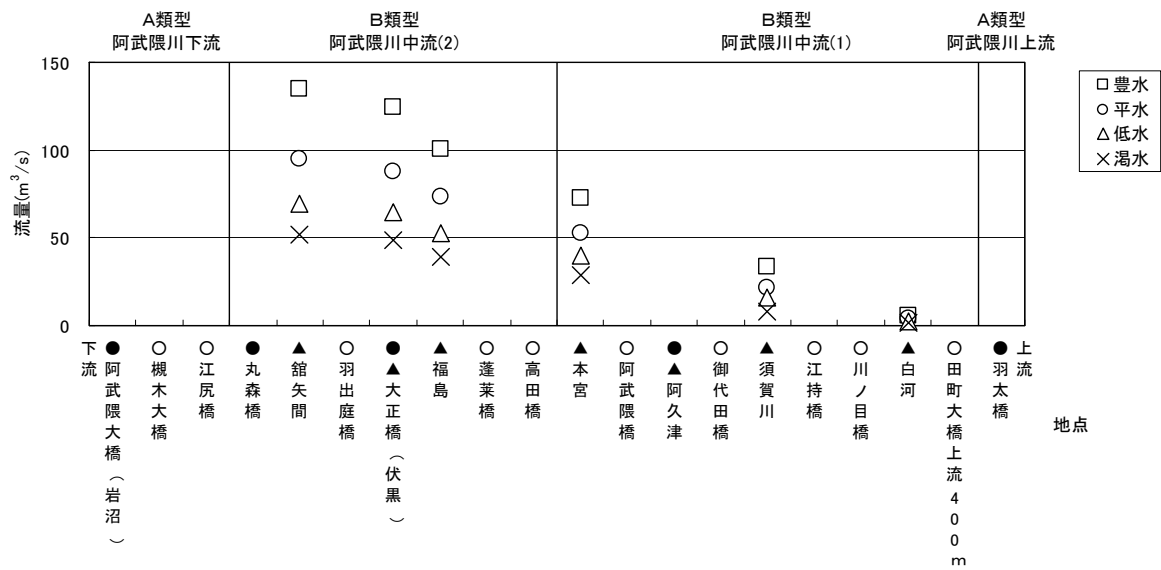 A類型
阿武隈川下流
B類型
阿武隈川中流(2)
B類型
阿武隈川中流(1)
A類型
阿武隈川上流
流量(m³/s)
150
100
50
0
□豊水
○平水
△低水
×渇水
下流
●阿武隈大橋(岩沼)
○槻木大橋
○江尻橋
●丸森橋
▲舘矢間
○羽出庭橋
●▲大正橋(伏黒)
▲福島
○蓬莱橋
○高田橋
▲本宮
○阿武隈橋
●▲阿久津
○御代田橋
▲須賀川
○江持橋
○川ノ目橋
▲白河
○田町大橋上流400m
●羽太橋
上流
地点